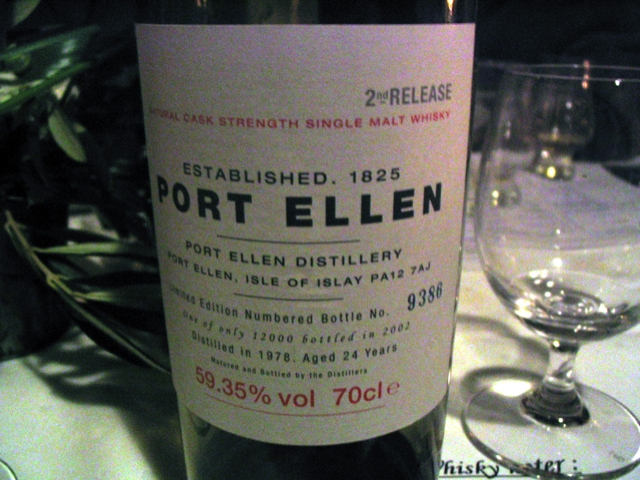 2nd RELEASE
NATURAL CASK STRENGTH SINGLE MALT WHISKY
ESTABLISHED. 1825
PORT ELLEN
PORT ELLEN DISTILLERY
PORT ELLEN, ISLE OF ISLAY PA12 7AJ
Limited Edition Numbered Bottle No. 9386
One of only 12000 bottled in 2002
Distilled in 1978. Aged 24 Years
Matured and Bottled by the Distillers
59.35% vol 70cl e
Whisky